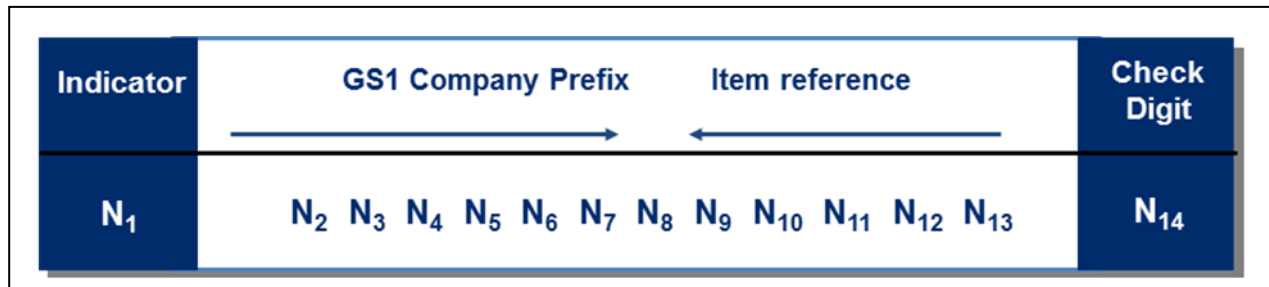 Indicator GS1 Company Prefix Item reference Check Digit
N1 N2 N3 N4 N5 N6 N7 N8 N9 N10 N11 N12 N13 N14